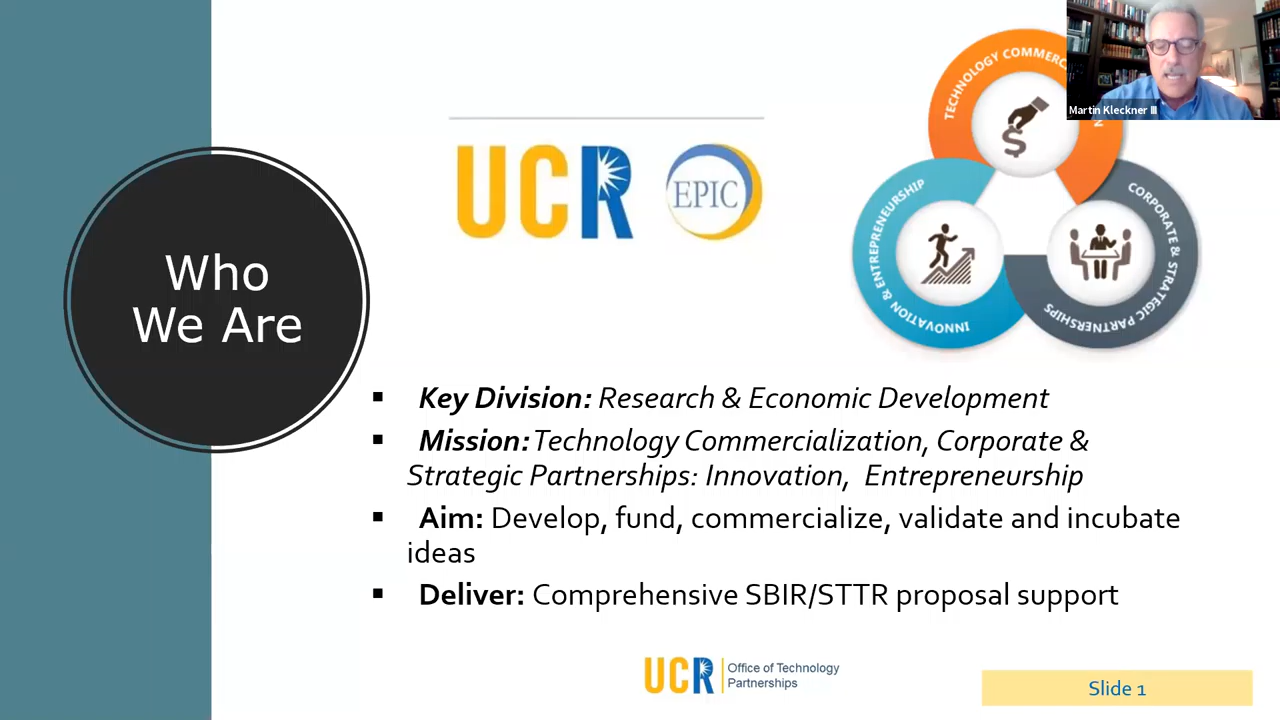 TECHNOLOGY COMMERC
Martin Kleckner III
UCR
EPIC
INNOVATION & ENTREPRENEURSHIP
CORPORATE & STRATEGIC PARTNERSHIPS
Who
We Are
▪ Key Division: Research & Economic Development
▪ Mission: Technology Commercialization, Corporate &
Strategic Partnerships: Innovation, Entrepreneurship
▪ Aim: Develop, fund, commercialize, validate and incubate
ideas
▪ Deliver: Comprehensive SBIR/STTR proposal support
UCR
Office of Technology
Partnerships
Slide 1